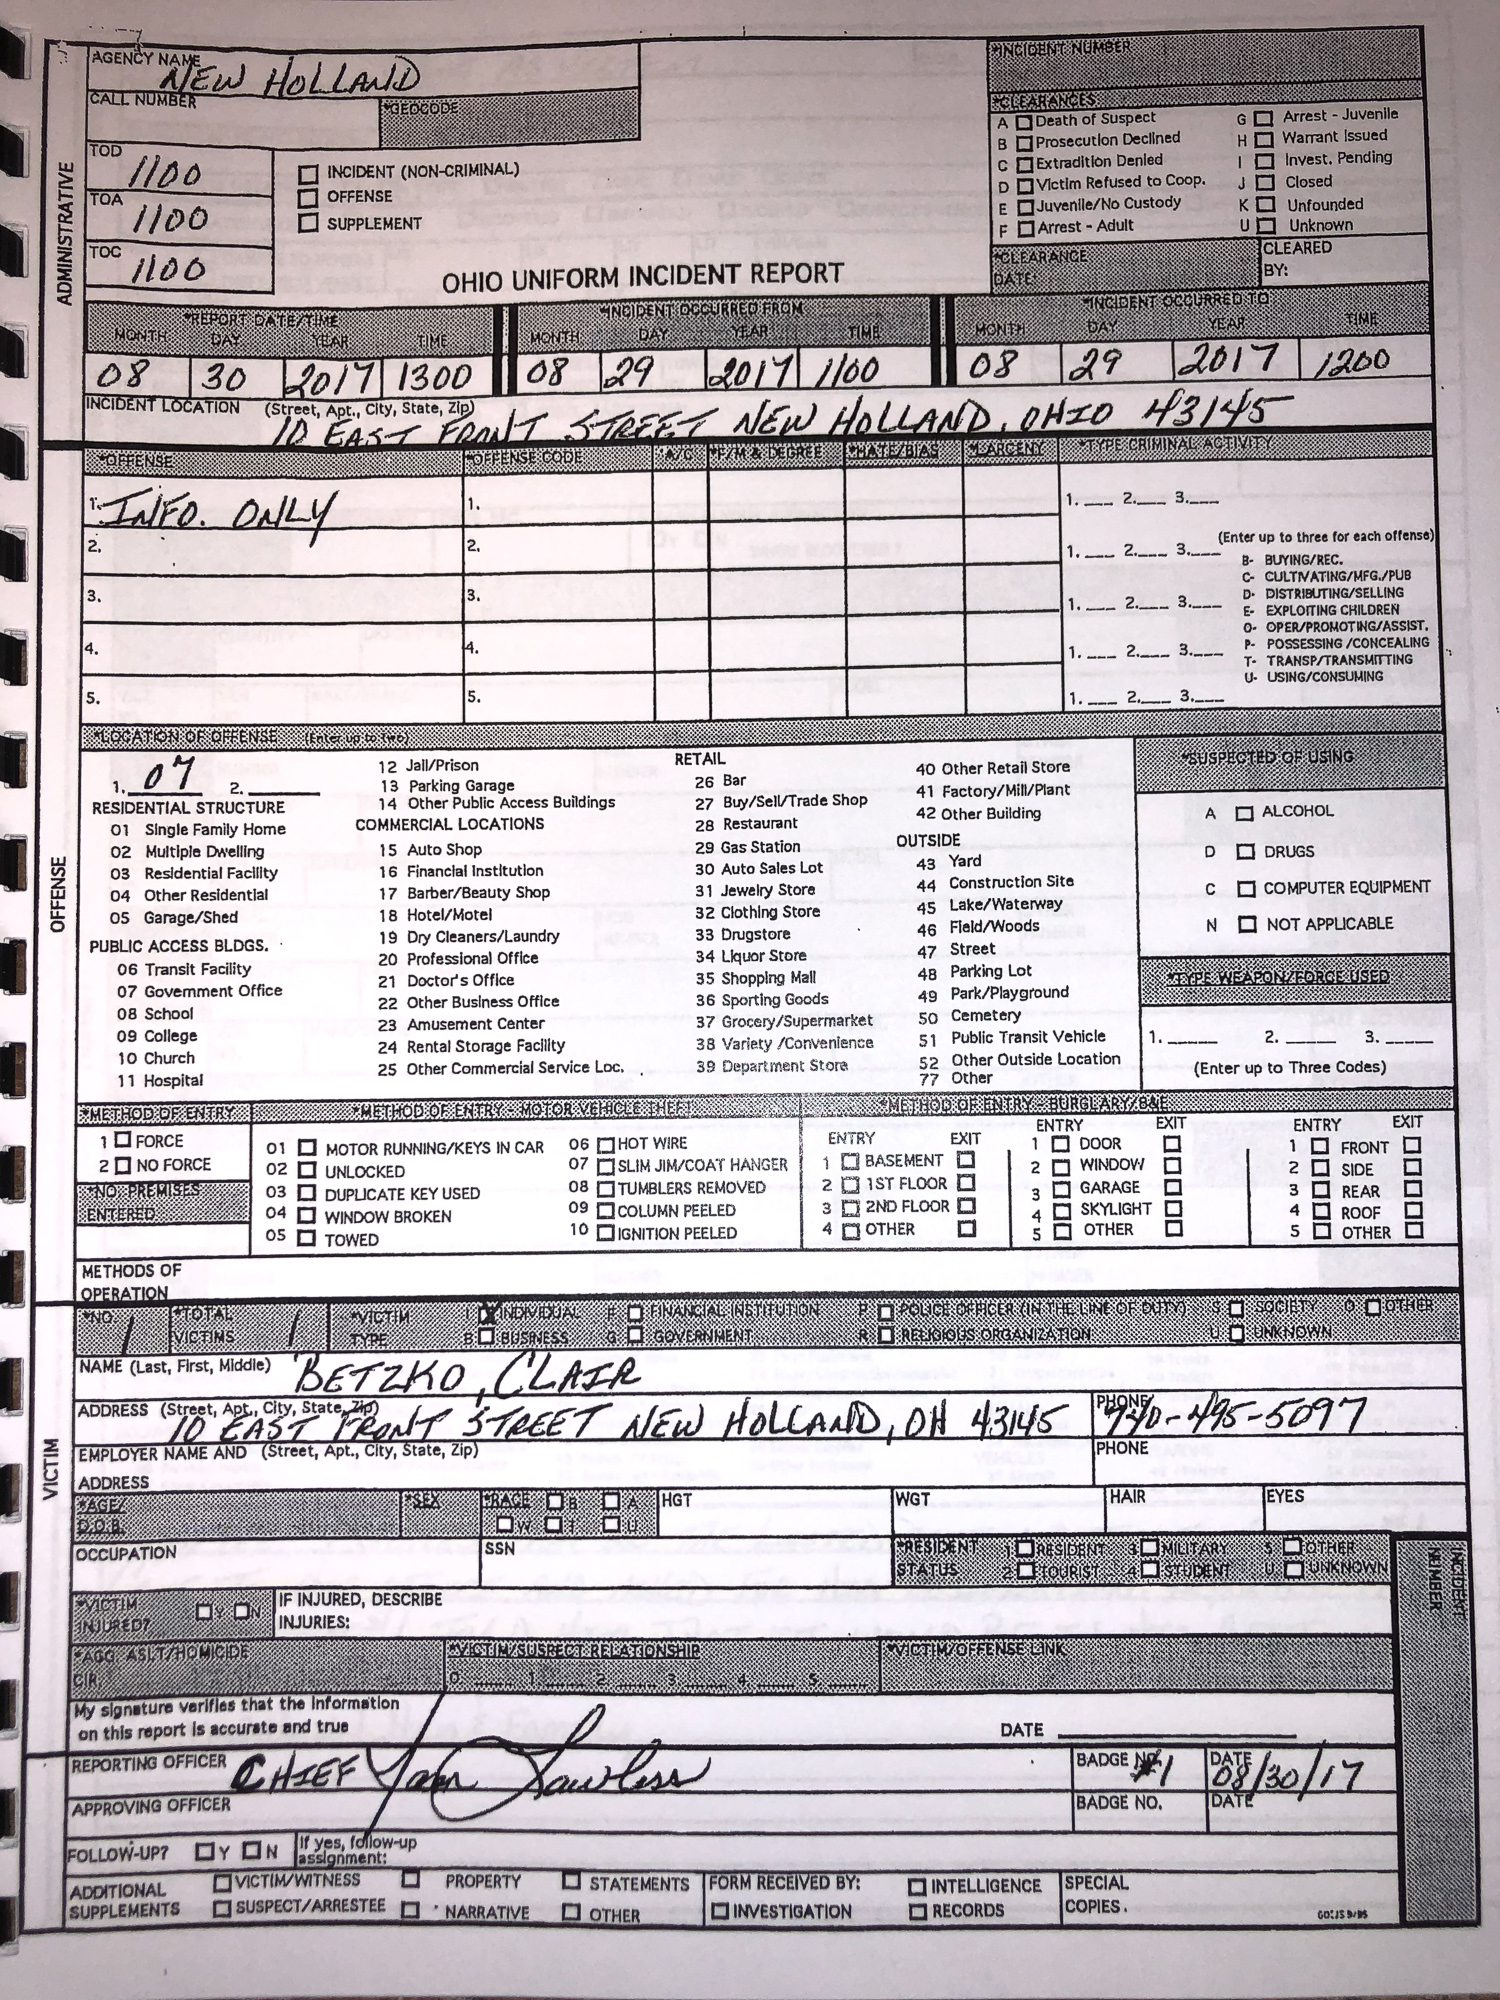 AGENCY NAME NEW HOLLAND
CALL NUMBER *GEOCODE
*INCIDENT NUMBER
*CLEARANCES
A Death of Suspect G Arrest - Juvenile
B Prosecution Declined H Warrant Issued
C Extradition Denied I Invest. Pending
D Victim Refused to Coop. J Closed
E Juvenile/No Custody K Unfounded
F Arrest - Adult U Unknown
*CLEARANCE DATE: CLEARED BY:
ADMINISTRATIVE
TOD 1100
TOA 1100
TOC 1100
INCIDENT (NON-CRIMINAL)
OFFENSE
SUPPLEMENT
OHIO UNIFORM INCIDENT REPORT
*REPORT DATE/TIME *INCIDENT OCCURRED FROM *INCIDENT OCCURRED TO
MONTH DAY YEAR TIME MONTH DAY YEAR TIME MONTH DAY YEAR TIME
08 30 2017 1300 08 29 2017 1100 08 29 2017 1200
INCIDENT LOCATION (Street, Apt., City, State, Zip)
10 EAST FRONT STREET NEW HOLLAND, OHIO 43145
*OFFENSE *OFFENSE CODE *A/C *F/M & DEGREE *HATE/BIAS *LARCENY *TYPE CRIMINAL ACTIVITY
1. INFO. ONLY 1. 1. ___ 2. ___ 3. ___
2. 2. 1. ___ 2. ___ 3. ___
3. 3. 1. ___ 2. ___ 3. ___
4. 4. 1. ___ 2. ___ 3. ___
5. 5. 1. ___ 2. ___ 3. ___
(Enter up to three for each offense)
B- BUYING/REC.
C- CULTIVATING/MFG./PUB
D- DISTRIBUTING/SELLING
E- EXPLOITING CHILDREN
O- OPER/PROMOTING/ASSIST.
P- POSSESSING /CONCEALING
T- TRANSP/TRANSMITTING
U- USING/CONSUMING
OFFENSE
*LOCATION OF OFFENSE (Enter up to two)
1. 07 2. ______
RESIDENTIAL STRUCTURE
01 Single Family Home
02 Multiple Dwelling
03 Residential Facility
04 Other Residential
05 Garage/Shed
PUBLIC ACCESS BLDGS.
06 Transit Facility
07 Government Office
08 School
09 College
10 Church
11 Hospital
12 Jail/Prison
13 Parking Garage
14 Other Public Access Buildings
COMMERCIAL LOCATIONS
15 Auto Shop
16 Financial Institution
17 Barber/Beauty Shop
18 Hotel/Motel
19 Dry Cleaners/Laundry
20 Professional Office
21 Doctor's Office
22 Other Business Office
23 Amusement Center
24 Rental Storage Facility
25 Other Commercial Service Loc.
RETAIL
26 Bar
27 Buy/Sell/Trade Shop
28 Restaurant
29 Gas Station
30 Auto Sales Lot
31 Jewelry Store
32 Clothing Store
33 Drugstore
34 Liquor Store
35 Shopping Mall
36 Sporting Goods
37 Grocery/Supermarket
38 Variety /Convenience
39 Department Store
40 Other Retail Store
41 Factory/Mill/Plant
42 Other Building
OUTSIDE
43 Yard
44 Construction Site
45 Lake/Waterway
46 Field/Woods
47 Street
48 Parking Lot
49 Park/Playground
50 Cemetery
51 Public Transit Vehicle
52 Other Outside Location
77 Other
*SUSPECTED OF USING
A ALCOHOL
D DRUGS
C COMPUTER EQUIPMENT
N NOT APPLICABLE
*TYPE WEAPON/FORCE USED
1. _____ 2. _____ 3. _____
(Enter up to Three Codes)
*METHOD OF ENTRY *METHOD OF ENTRY - MOTOR VEHICLE THEFT *METHOD OF ENTRY - BURGLARY/B&E
1 FORCE
2 NO FORCE
*NO. PREMISES ENTERED
01 MOTOR RUNNING/KEYS IN CAR 06 HOT WIRE
02 UNLOCKED 07 SLIM JIM/COAT HANGER
03 DUPLICATE KEY USED 08 TUMBLERS REMOVED
04 WINDOW BROKEN 09 COLUMN PEELED
05 TOWED 10 IGNITION PEELED
ENTRY EXIT ENTRY EXIT ENTRY EXIT
1 BASEMENT 1 DOOR 1 FRONT
2 1ST FLOOR 2 WINDOW 2 SIDE
3 2ND FLOOR 3 GARAGE 3 REAR
4 OTHER 4 SKYLIGHT 4 ROOF
5 OTHER 5 OTHER
METHODS OF
OPERATION
VICTIM
*NO. 1 *TOTAL VICTIMS 1 *VICTIM TYPE
I X INDIVIDUAL F FINANCIAL INSTITUTION P POLICE OFFICER (IN THE LINE OF DUTY) S SOCIETY O OTHER
B BUSINESS G GOVERNMENT R RELIGIOUS ORGANIZATION U UNKNOWN
NAME (Last, First, Middle) BETZKO, CLAIR
ADDRESS (Street, Apt., City, State, Zip) PHONE
10 EAST FRONT STREET NEW HOLLAND, OH 43145 740-495-5097
EMPLOYER NAME AND (Street, Apt., City, State, Zip) PHONE
ADDRESS
*AGE/ D.O.B. *SEX *RACE B A W I U HGT WGT HAIR EYES
OCCUPATION SSN
*RESIDENT STATUS 1 RESIDENT 3 MILITARY 5 OTHER
2 TOURIST 4 STUDENT U UNKNOWN
INCIDENT NUMBER
*VICTIM INJURED? Y N IF INJURED, DESCRIBE
INJURIES:
*AGG. ASLT/HOMICIDE CIR. *VICTIM/SUSPECT RELATIONSHIP *VICTIM/OFFENSE LINK
0. ___ 1. ___ 2. ___ 3. ___ 4. ___ 5. ___
My signature verifies that the information
on this report is accurate and true DATE
REPORTING OFFICER CHIEF Jason Lawless BADGE NO. #1 DATE 08/30/17
APPROVING OFFICER BADGE NO. DATE
FOLLOW-UP? Y N If yes, follow-up
assignment:
ADDITIONAL SUPPLEMENTS
VICTIM/WITNESS PROPERTY STATEMENTS FORM RECEIVED BY: INTELLIGENCE SPECIAL
SUSPECT/ARRESTEE NARRATIVE OTHER INVESTIGATION RECORDS COPIES.